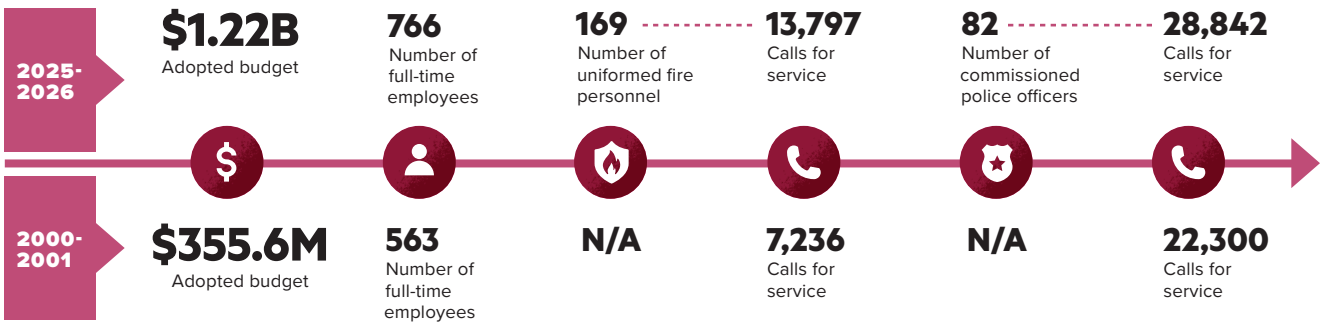 2025-
2026
$1.22B
Adopted budget
766
Number of
full-time
employees
169
Number of
uniformed fire
personnel
13,797
Calls for
service
82
Number of
commissioned
police officers
28,842
Calls for
service
2000-
2001
$355.6M
Adopted budget
563
Number of
full-time
employees
N/A
7,236
Calls for
service
N/A
22,300
Calls for
service